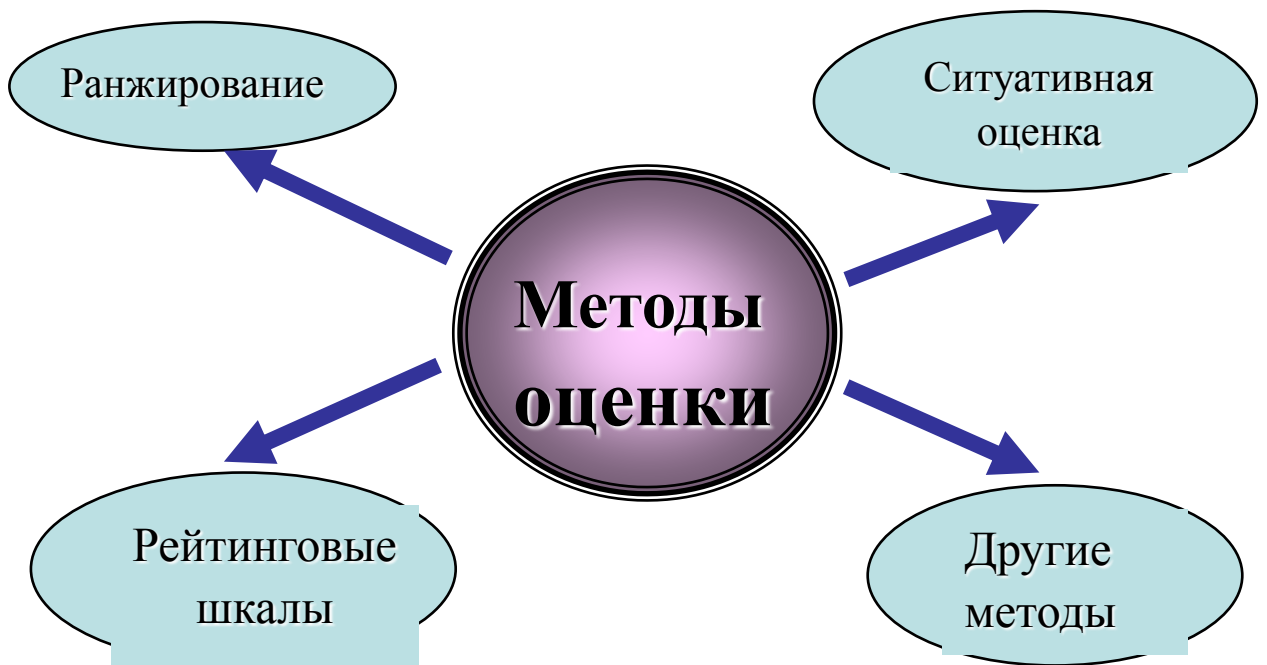 Ранжирование
Ситуативная
оценка
Методы
оценки
Рейтинговые
шкалы
Другие
методы